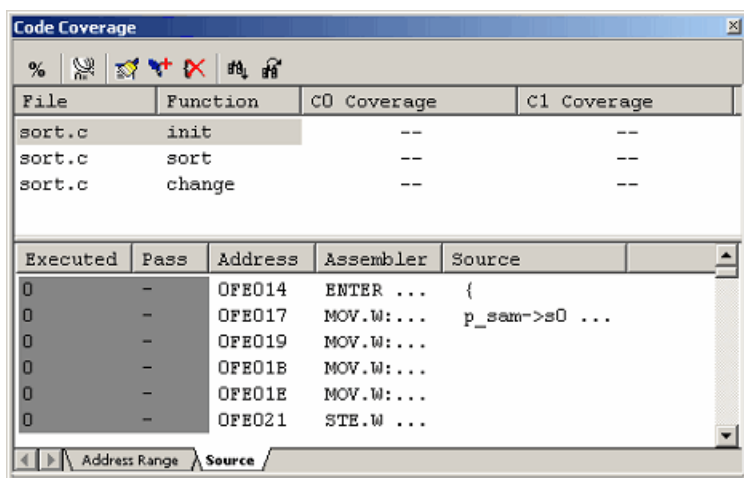 Code Coverage
%
File Function C0 Coverage C1 Coverage
sort.c init -- --
sort.c sort -- --
sort.c change -- --
Executed Pass Address Assembler Source
0 - 0FE014 ENTER ... {
0 - 0FE017 MOV.W:... p_sam->s0 ...
0 - 0FE019 MOV.W:...
0 - 0FE01B MOV.W:...
0 - 0FE01E MOV.W:...
0 - 0FE021 STE.W ...
Address Range Source